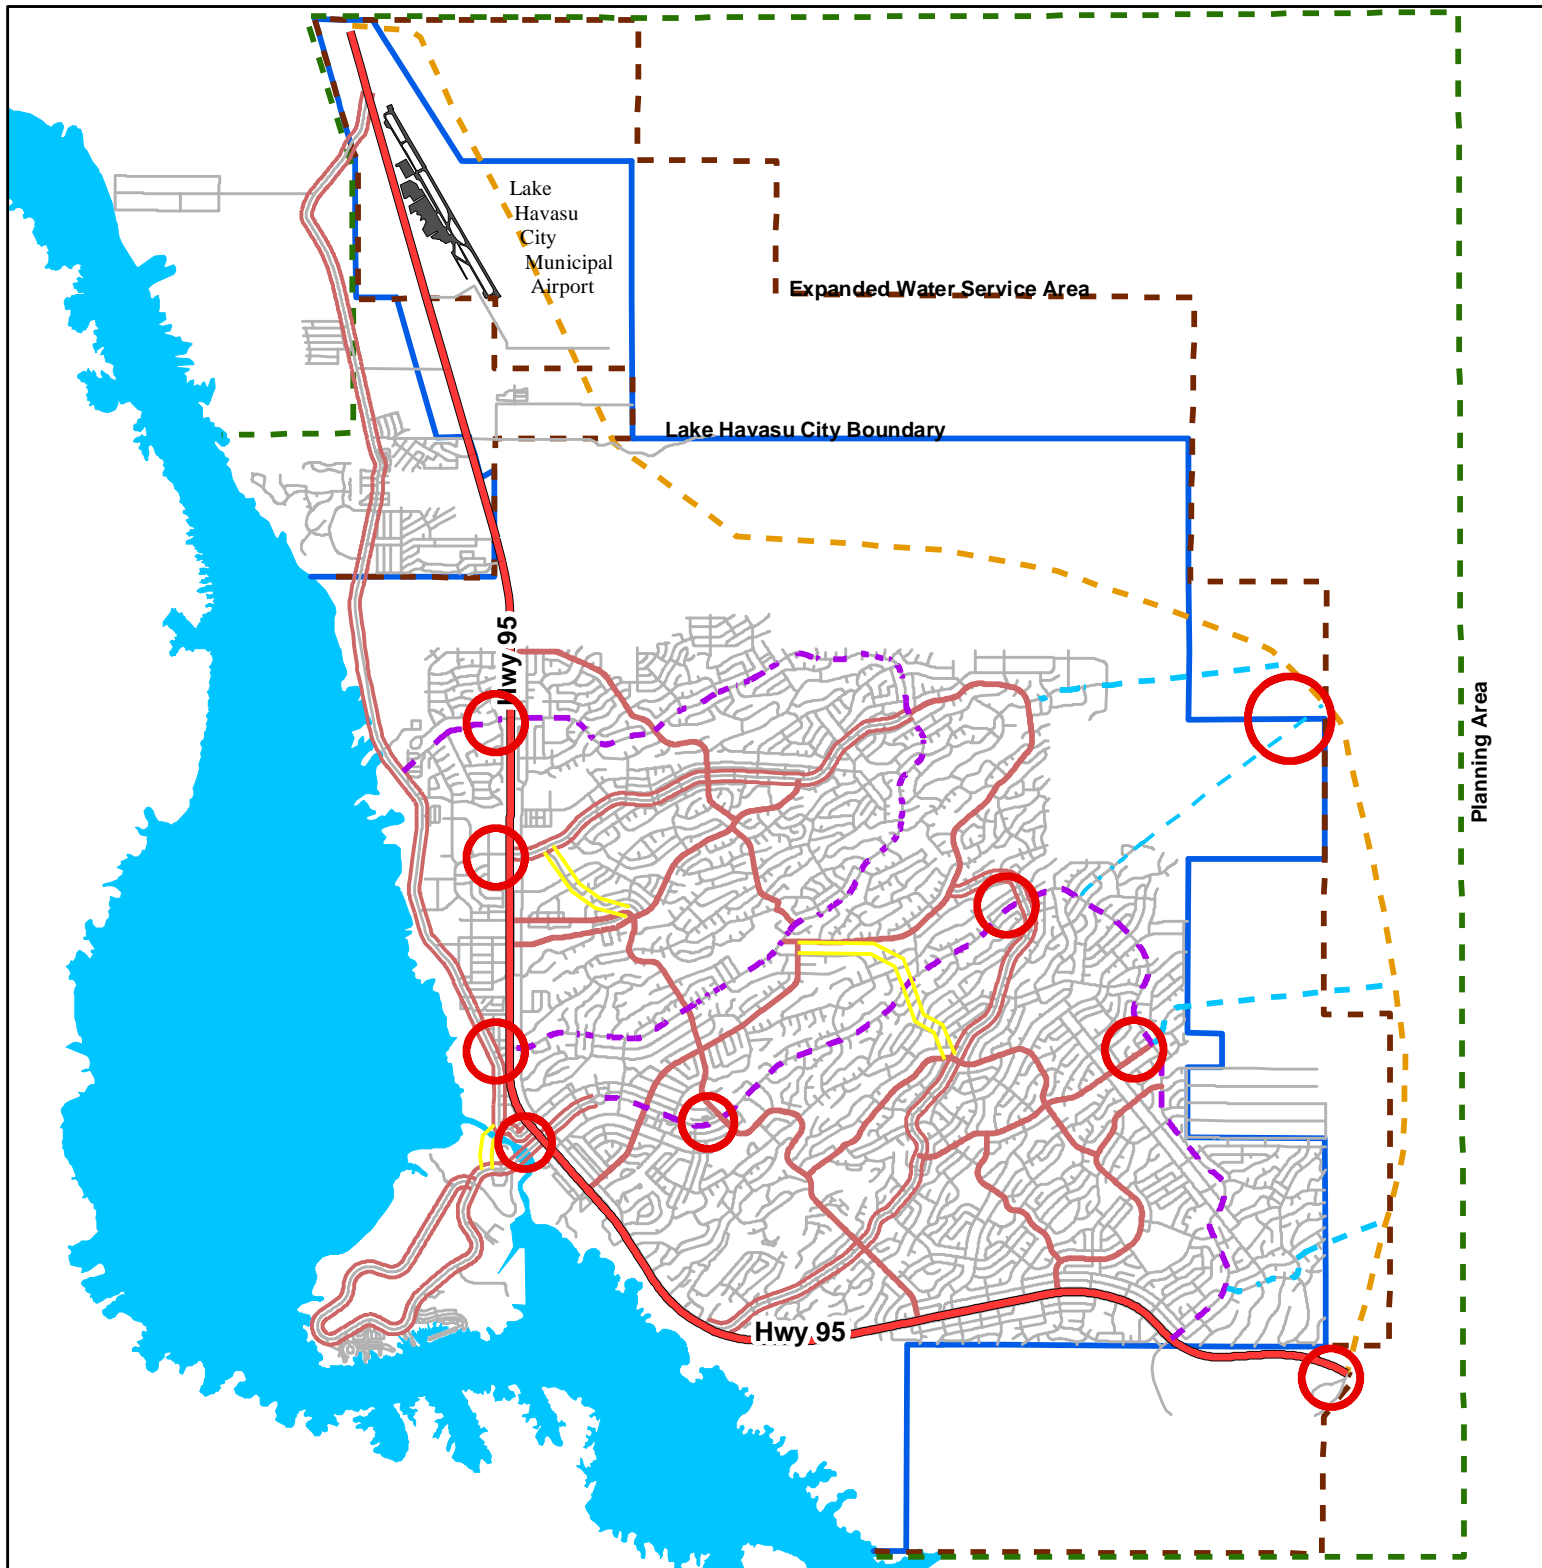 Lake
Havasu
City
Municipal
Airport
Expanded Water Service Area
Lake Havasu City Boundary
Hwy 95
Planning Area
Hwy 95